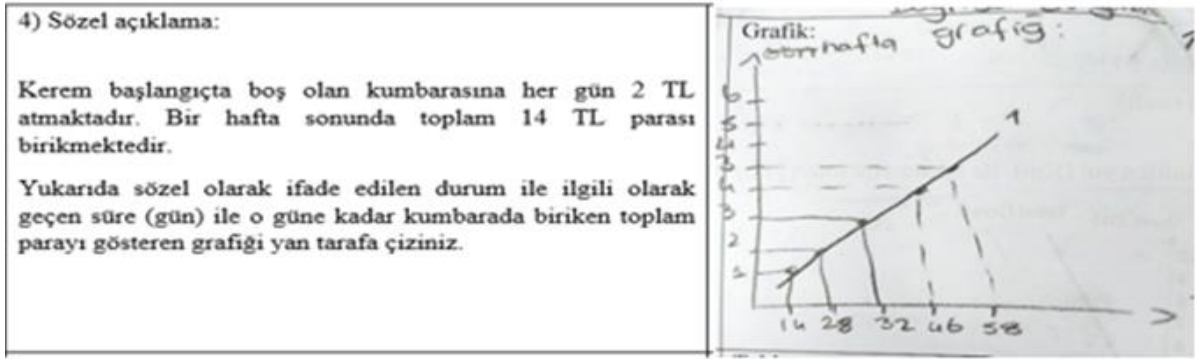 4) Sözel açıklama:
Kerem başlangıçta boş olan kumbarasına her gün 2 TL
atmaktadır. Bir hafta sonunda toplam 14 TL parası
birikmektedir.
Yukarıda sözel olarak ifade edilen durum ile ilgili olarak
geçen süre (gün) ile o güne kadar kumbarada biriken toplam
parayı gösteren grafiği yan tarafa çiziniz.
Grafik:
grafiğ:
hafta
6
5
3
2
1
14 28 32 46 58